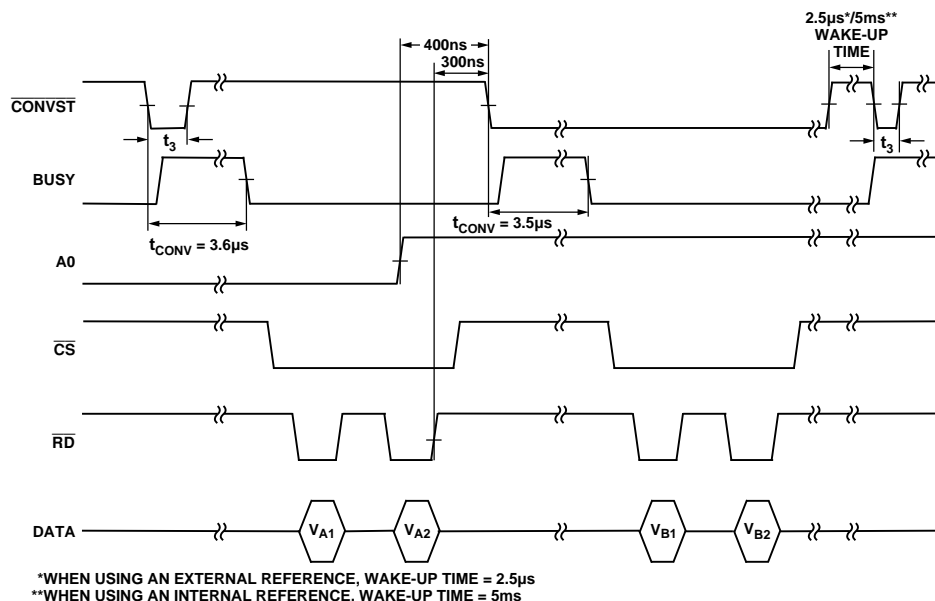 2.5µs*/5ms**
WAKE-UP
TIME
400ns
300ns
CONVST
t3
t3
BUSY
tCONV = 3.6µs
tCONV = 3.5µs
A0
CS
RD
DATA
VA1
VA2
VB1
VB2
*WHEN USING AN EXTERNAL REFERENCE, WAKE-UP TIME = 2.5µs
**WHEN USING AN INTERNAL REFERENCE, WAKE-UP TIME = 5ms